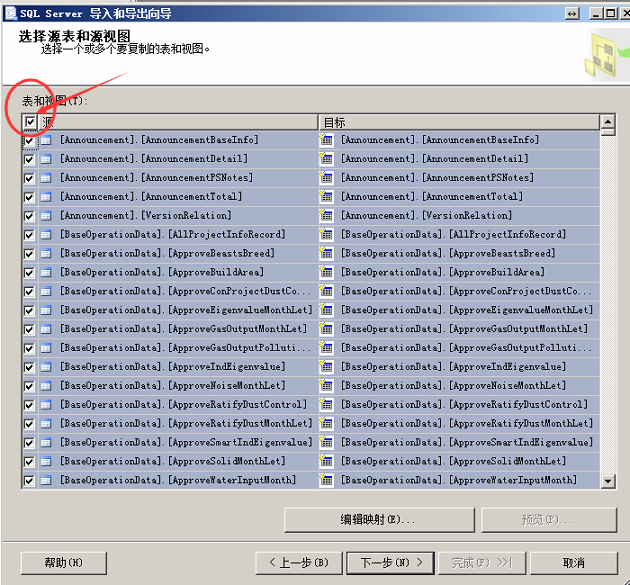 SQL Server 导入和导出向导
选择源表和源视图
选择一个或多个要复制的表和视图。
表和视图(T):
源 目标
[Announcement].[AnnouncementBaseInfo] [Announcement].[AnnouncementBaseInfo]
[Announcement].[AnnouncementDetail] [Announcement].[AnnouncementDetail]
[Announcement].[AnnouncementPSNotes] [Announcement].[AnnouncementPSNotes]
[Announcement].[AnnouncementTotal] [Announcement].[AnnouncementTotal]
[Announcement].[VersionRelation] [Announcement].[VersionRelation]
[BaseOperationData].[AllProjectInfoRecord] [BaseOperationData].[AllProjectInfoRecord]
[BaseOperationData].[ApproveBeastsBreed] [BaseOperationData].[ApproveBeastsBreed]
[BaseOperationData].[ApproveBuildArea] [BaseOperationData].[ApproveBuildArea]
[BaseOperationData].[ApproveConProjectDustCo... [BaseOperationData].[ApproveConProjectDustCo...
[BaseOperationData].[ApproveEigenvalueMonthLet] [BaseOperationData].[ApproveEigenvalueMonthLet]
[BaseOperationData].[ApproveGasOutputMonthLet] [BaseOperationData].[ApproveGasOutputMonthLet]
[BaseOperationData].[ApproveGasOutputPolluti... [BaseOperationData].[ApproveGasOutputPolluti...
[BaseOperationData].[ApproveIndEigenvalue] [BaseOperationData].[ApproveIndEigenvalue]
[BaseOperationData].[ApproveNoiseMonthLet] [BaseOperationData].[ApproveNoiseMonthLet]
[BaseOperationData].[ApproveRatifyDustControl] [BaseOperationData].[ApproveRatifyDustControl]
[BaseOperationData].[ApproveRatifyDustMonthLet] [BaseOperationData].[ApproveRatifyDustMonthLet]
[BaseOperationData].[ApproveSmartIndEigenvalue] [BaseOperationData].[ApproveSmartIndEigenvalue]
[BaseOperationData].[ApproveSolidMonthLet] [BaseOperationData].[ApproveSolidMonthLet]
[BaseOperationData].[ApproveWaterInputMonth] [BaseOperationData].[ApproveWaterInputMonth]
编辑映射(E)... 预览(P)...
帮助(H) < 上一步(B) 下一步(N) > 完成(F) >>| 取消